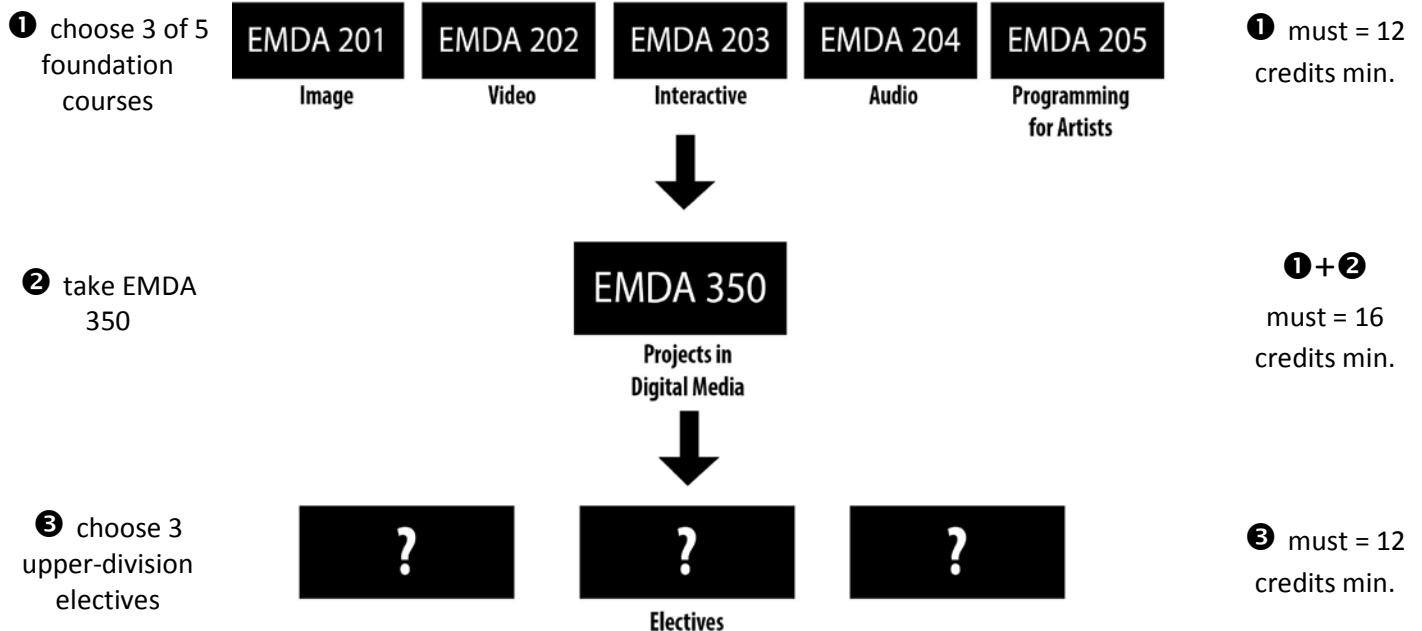 ❶ choose 3 of 5
foundation
courses
EMDA 201
EMDA 202
EMDA 203
EMDA 204
EMDA 205
Image
Video
Interactive
Audio
Programming
for Artists
❶ must = 12
credits min.
❷ take EMDA
350
EMDA 350
Projects in
Digital Media
❶+❷
must = 16
credits min.
❸ choose 3
upper-division
electives
?
?
?
Electives
❸ must = 12
credits min.